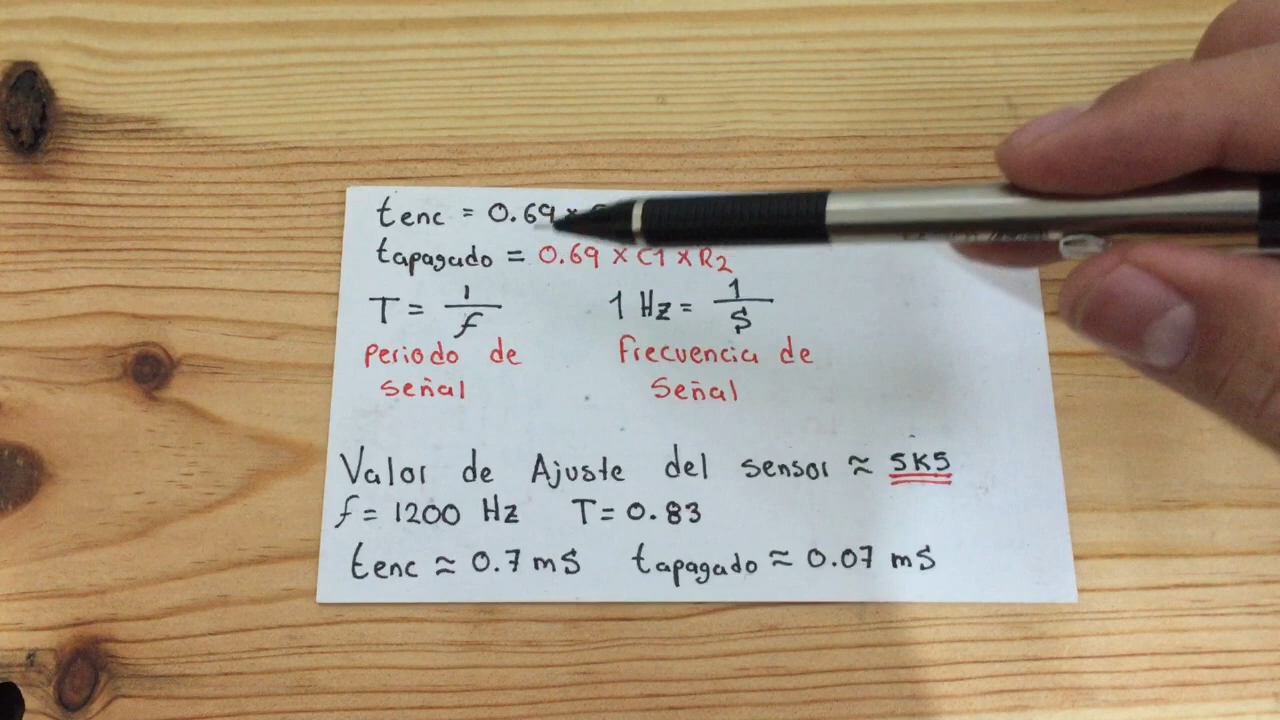 tenc = 0.69 x
tapagado = 0.69 x C1 x R2
T = 1/f 1 Hz = 1/S
Periodo de señal Frecuencia de Señal
Valor de Ajuste del sensor ≈ 5K5
f = 1200 Hz T = 0.83
tenc ≈ 0.7 mS tapagado ≈ 0.07 mS